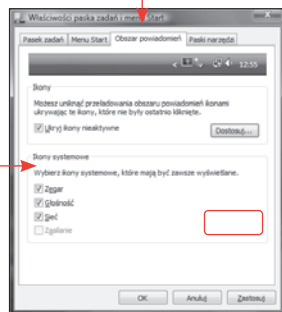 Właściwości paska zadań i menu Start
Pasek zadań Menu Start Obszar powiadomień Paski narzędzi
12:55
Ikony
Możesz uniknąć przeładowania obszaru powiadomień ikonami
ukrywając te ikony, które nie były ostatnio kliknięte.
Ukryj ikony nieaktywne
Dostosuj...
Ikony systemowe
Wybierz ikony systemowe, które mają być zawsze wyświetlane.
Zegar
Głośność
Sieć
Zasilanie
OK Anuluj Zastosuj